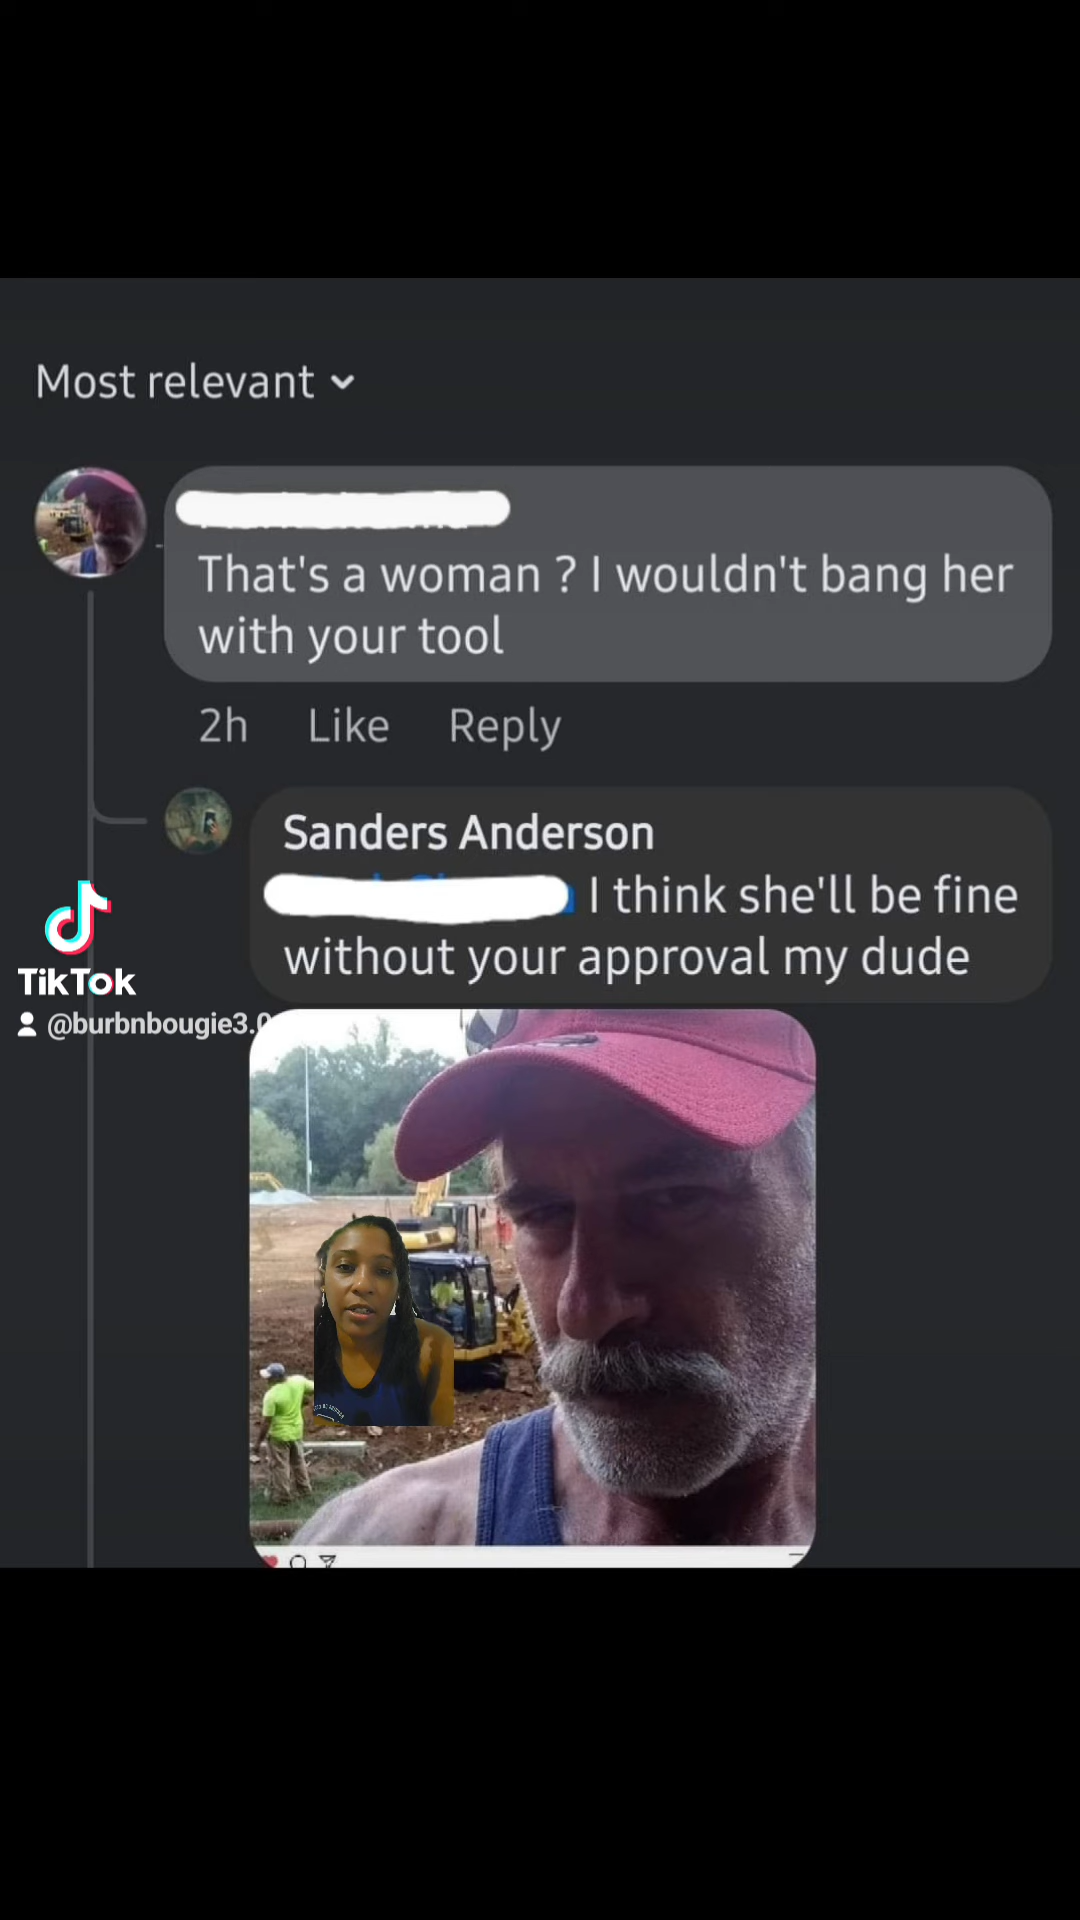 Most relevant
That's a woman ? I wouldn't bang her
with your tool
2h Like Reply
Sanders Anderson
I think she'll be fine
without your approval my dude
TikTok
@burbnbougie3.0